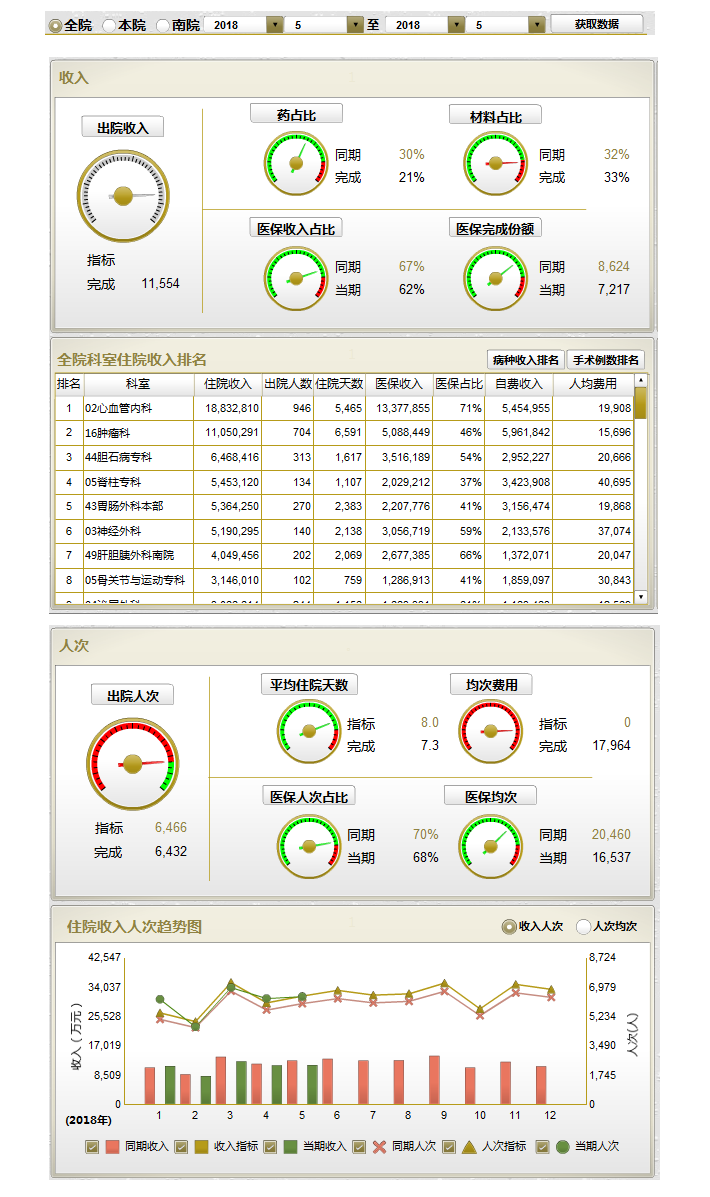 全院 本院 南院 2018 5 至 2018 5 获取数据
收入
出院收入
指标
完成 11,554
药占比
同期 30%
完成 21%
材料占比
同期 32%
完成 33%
医保收入占比
同期 67%
当期 62%
医保完成份额
同期 8,624
当期 7,217
全院科室住院收入排名 病种收入排名 手术例数排名
排名 科室 住院收入 出院人数 住院天数 医保收入 医保占比 自费收入 人均费用
1 02心血管内科 18,832,810 946 5,465 13,377,855 71% 5,454,955 19,908
2 16肿瘤科 11,050,291 704 6,591 5,088,449 46% 5,961,842 15,696
3 44胆石病专科 6,468,416 313 1,617 3,516,189 54% 2,952,227 20,666
4 05脊柱专科 5,453,120 134 1,107 2,029,212 37% 3,423,908 40,695
5 43胃肠外科本部 5,364,250 270 2,383 2,207,776 41% 3,156,474 19,868
6 03神经外科 5,190,295 140 2,138 3,056,719 59% 2,133,576 37,074
7 49肝胆胰外科南院 4,049,456 202 2,069 2,677,385 66% 1,372,071 20,047
8 05骨关节与运动专科 3,146,010 102 759 1,286,913 41% 1,859,097 30,843
人次
出院人次
指标 6,466
完成 6,432
平均住院天数
指标 8.0
完成 7.3
均次费用
指标 0
完成 17,964
医保人次占比
同期 70%
当期 68%
医保均次
同期 20,460
当期 16,537
住院收入人次趋势图 收入人次 人次均次
42,547 8,724
34,037 6,979
25,528 5,234
17,019 3,490
8,509 1,745
0 0
收入（万元）
人次(人)
1 2 3 4 5 6 7 8 9 10 11 12
(2018年)
同期收入 收入指标 当期收入 同期人次 人次指标 当期人次